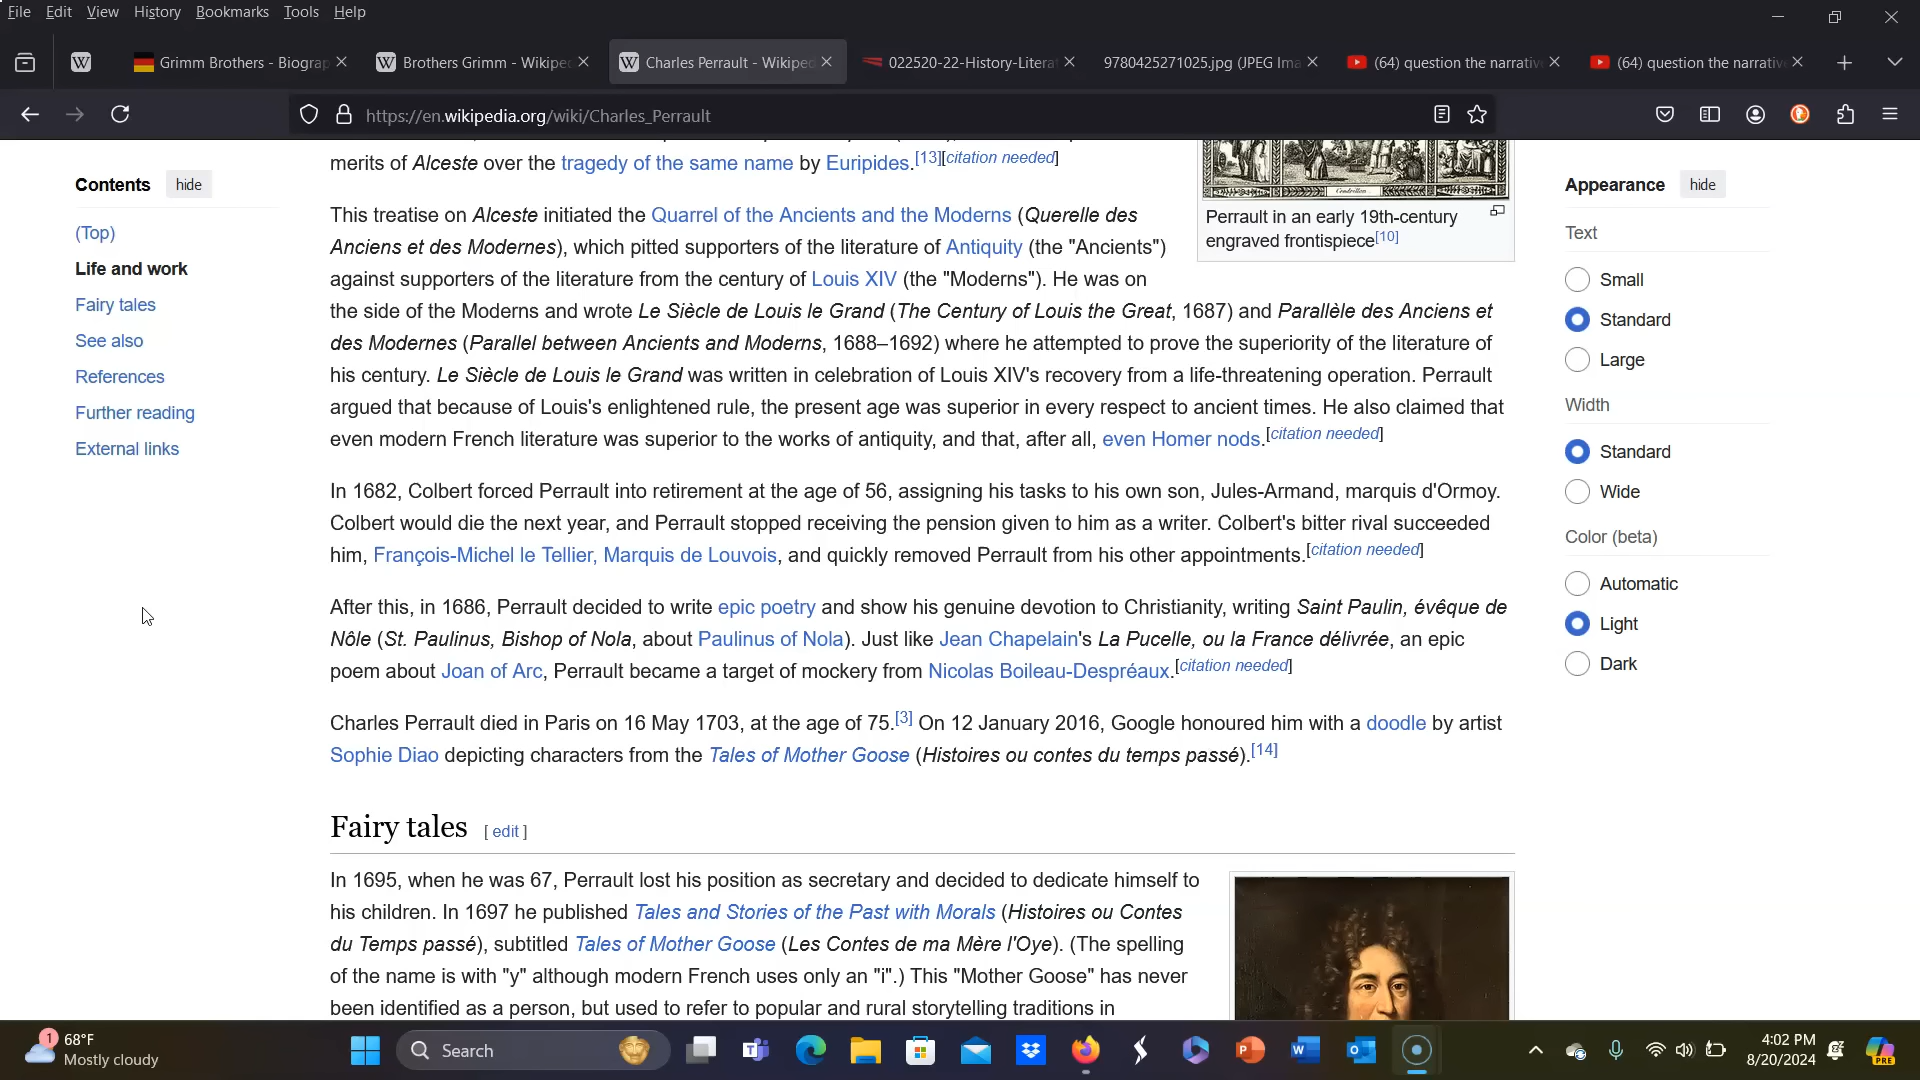 File Edit View History Bookmarks Tools Help
Grimm Brothers - Biograp
Brothers Grimm - Wikiped
Charles Perrault - Wikiped
022520-22-History-Litera
9780425271025.jpg (JPEG Ima
(64) question the narrativ
(64) question the narrativ
https://en.wikipedia.org/wiki/Charles_Perrault
Contents hide
(Top)
Life and work
Fairy tales
See also
References
Further reading
External links
merits of Alceste over the tragedy of the same name by Euripides.[13][citation needed]
This treatise on Alceste initiated the Quarrel of the Ancients and the Moderns (Querelle des
Anciens et des Modernes), which pitted supporters of the literature of Antiquity (the "Ancients")
against supporters of the literature from the century of Louis XIV (the "Moderns"). He was on
the side of the Moderns and wrote Le Siècle de Louis le Grand (The Century of Louis the Great, 1687) and Parallèle des Anciens et
des Modernes (Parallel between Ancients and Moderns, 1688–1692) where he attempted to prove the superiority of the literature of
his century. Le Siècle de Louis le Grand was written in celebration of Louis XIV's recovery from a life-threatening operation. Perrault
argued that because of Louis's enlightened rule, the present age was superior in every respect to ancient times. He also claimed that
even modern French literature was superior to the works of antiquity, and that, after all, even Homer nods.[citation needed]
In 1682, Colbert forced Perrault into retirement at the age of 56, assigning his tasks to his own son, Jules-Armand, marquis d'Ormoy.
Colbert would die the next year, and Perrault stopped receiving the pension given to him as a writer. Colbert's bitter rival succeeded
him, François-Michel le Tellier, Marquis de Louvois, and quickly removed Perrault from his other appointments.[citation needed]
After this, in 1686, Perrault decided to write epic poetry and show his genuine devotion to Christianity, writing Saint Paulin, évêque de
Nôle (St. Paulinus, Bishop of Nola, about Paulinus of Nola). Just like Jean Chapelain's La Pucelle, ou la France délivrée, an epic
poem about Joan of Arc, Perrault became a target of mockery from Nicolas Boileau-Despréaux.[citation needed]
Charles Perrault died in Paris on 16 May 1703, at the age of 75.[3] On 12 January 2016, Google honoured him with a doodle by artist
Sophie Diao depicting characters from the Tales of Mother Goose (Histoires ou contes du temps passé).[14]
Fairy tales [ edit ]
In 1695, when he was 67, Perrault lost his position as secretary and decided to dedicate himself to
his children. In 1697 he published Tales and Stories of the Past with Morals (Histoires ou Contes
du Temps passé), subtitled Tales of Mother Goose (Les Contes de ma Mère l'Oye). (The spelling
of the name is with "y" although modern French uses only an "i".) This "Mother Goose" has never
been identified as a person, but used to refer to popular and rural storytelling traditions in
Perrault in an early 19th-century
engraved frontispiece[10]
Appearance hide
Text
Small
Standard
Large
Width
Standard
Wide
Color (beta)
Automatic
Light
Dark
1
68°F
Mostly cloudy
Search
4:02 PM
8/20/2024